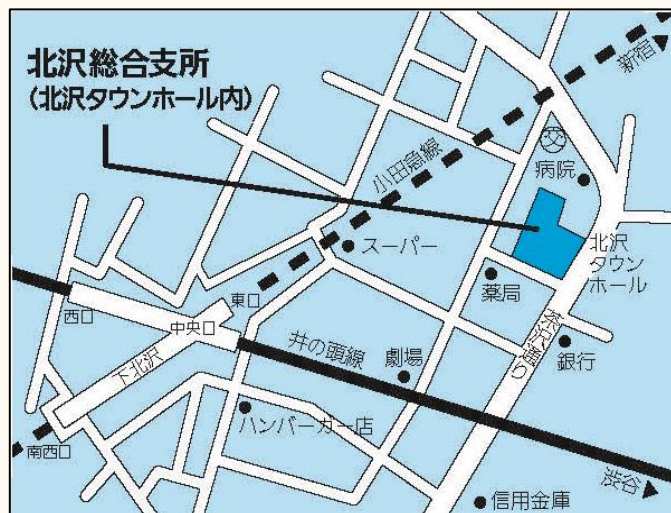 北沢総合支所
(北沢タウンホール内)
新宿
小田急線
病院
スーパー
北沢
タウン
ホール
薬局
東口
西口
中央口
井の頭線
劇場
茶沢通り
銀行
下北沢
ハンバーガー店
南西口
渋谷
信用金庫